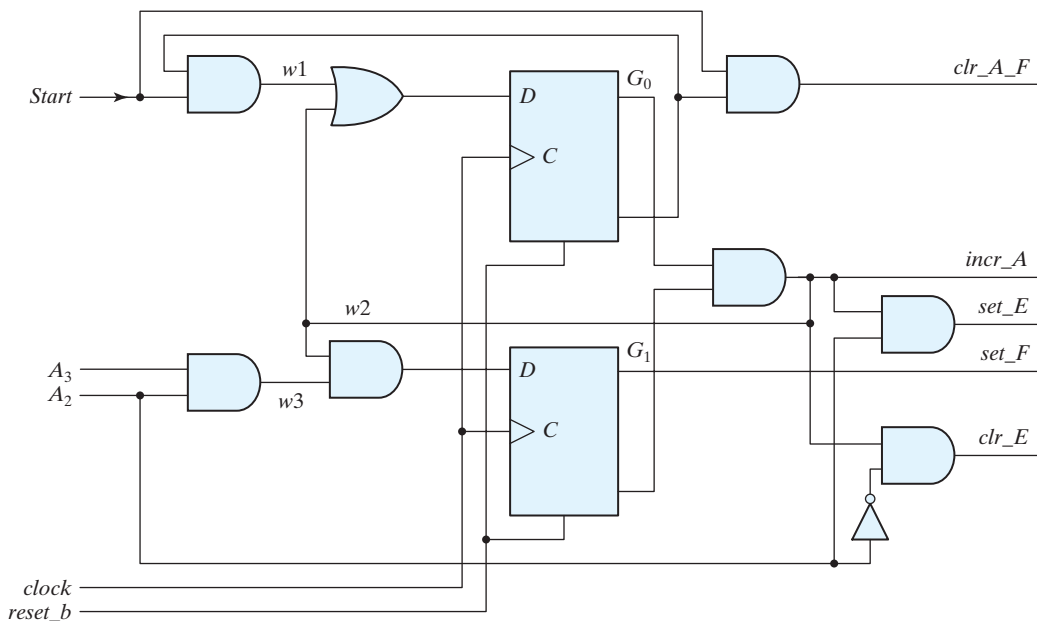 Start
w1
D
G0
C
clr_A_F
incr_A
w2
set_E
A3
A2
w3
D
G1
C
set_F
clr_E
clock
reset_b